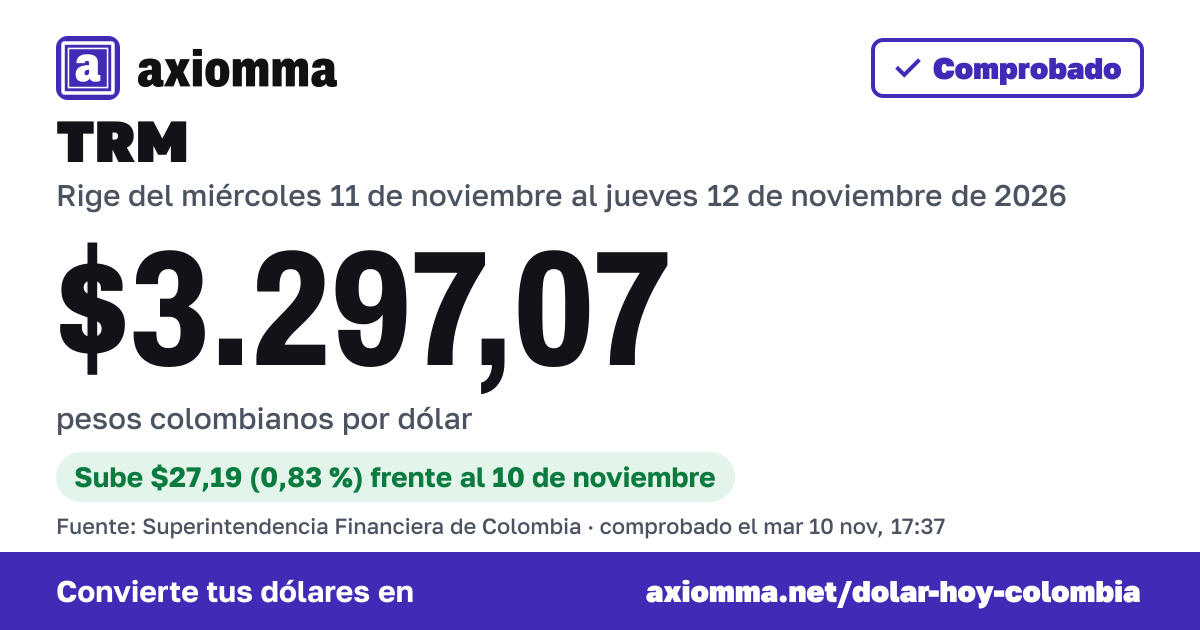 a axiomma
✓ Comprobado
TRM
Rige del miércoles 11 de noviembre al jueves 12 de noviembre de 2026
$3.297,07
pesos colombianos por dólar
Sube $27,19 (0,83 %) frente al 10 de noviembre
Fuente: Superintendencia Financiera de Colombia · comprobado el mar 10 nov, 17:37
Convierte tus dólares en
axiomma.net/dolar-hoy-colombia